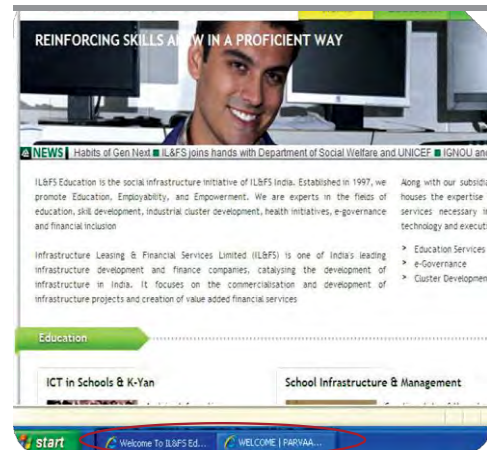 REINFORCING SKILLS A W IN A PROFICIENT WAY
NEWS Habits of Gen Next IL&FS joins hands with Department of Social Welfare and UNICEF IGNOU an
IL&FS Education is the social infrastructure initiative of IL&FS India. Established in 1997, we
promote Education, Employability, and Empowerment. We are experts in the fields of
education, skill development, industrial cluster development, health initiatives, e-governance
and financial inclusion
Infrastructure Leasing & Financial Services Limited (IL&FS) is one of India's leading
infrastructure development and finance companies, catalysing the development of
infrastructure in India. It focuses on the commercialisation and development of
infrastructure projects and creation of value added financial services
Along with our subsidia
houses the expertise
services necessary i
technology and executi
> Education Services
> e-Governance
> Cluster Developmen
Education
ICT in Schools & K-Yan
School Infrastructure & Management
start
Welcome To IL&FS Ed...
WELCOME | PARVAA...